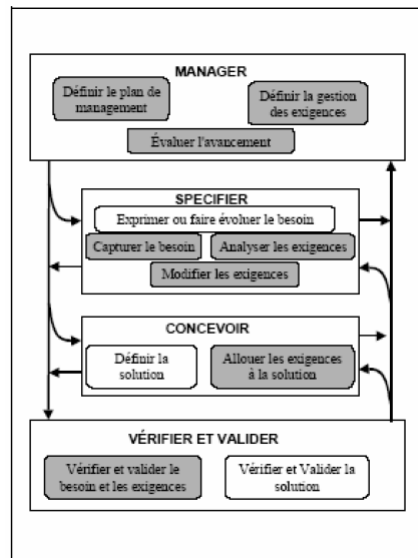 MANAGER
Définir le plan de
management
Définir la gestion
des exigences
Évaluer l'avancement
SPECIFIER
Exprimer ou faire évoluer le besoin
Capturer le besoin
Analyser les exigences
Modifier les exigences
CONCEVOIR
Définir la
solution
Allouer les exigences
à la solution
VÉRIFIER ET VALIDER
Vérifier et valider le
besoin et les exigences
Vérifier et Valider la
solution